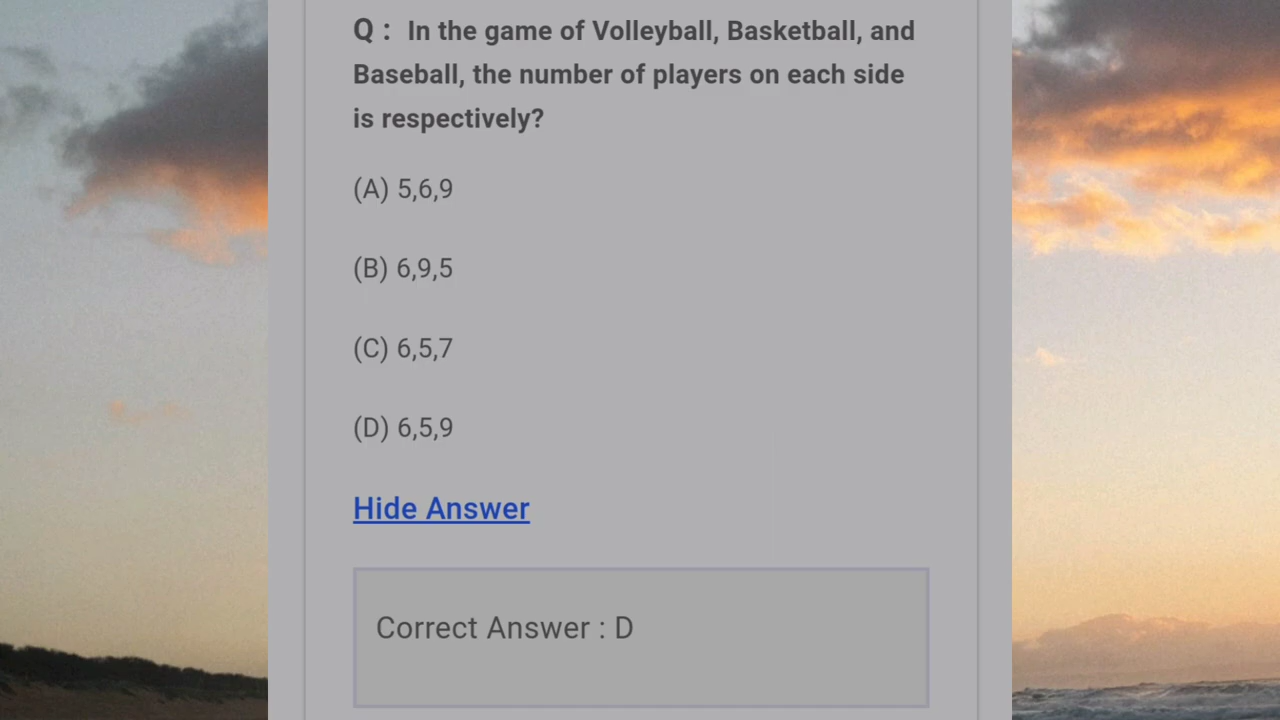 Q : In the game of Volleyball, Basketball, and
Baseball, the number of players on each side
is respectively?
(A) 5,6,9
(B) 6,9,5
(C) 6,5,7
(D) 6,5,9
Hide Answer
Correct Answer : D